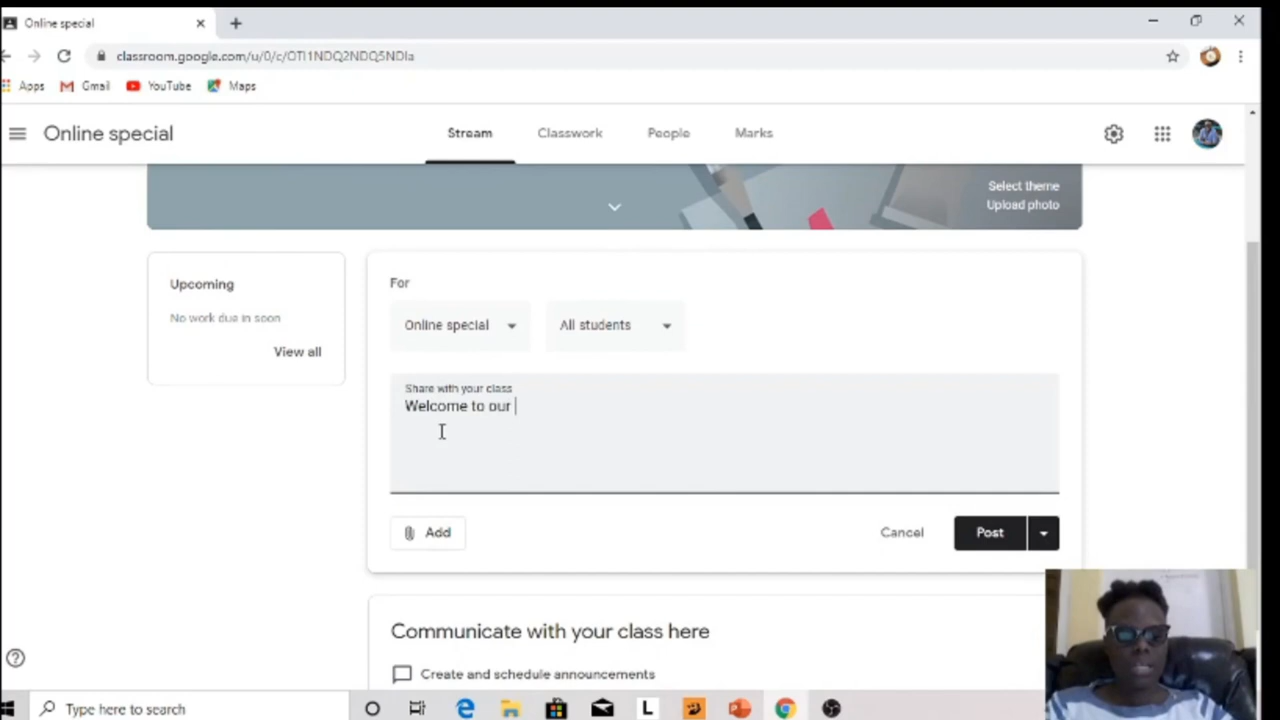 Online special
classroom.google.com/u/0/c/OTI1NDQ2NDQ5NDIa
Apps
Gmail
YouTube
Maps
Online special
Stream
Classwork
People
Marks
Select theme
Upload photo
Upcoming
No work due in soon
View all
For
Online special
All students
Share with your class
Welcome to our
Add
Cancel
Post
Communicate with your class here
Create and schedule announcements
Type here to search